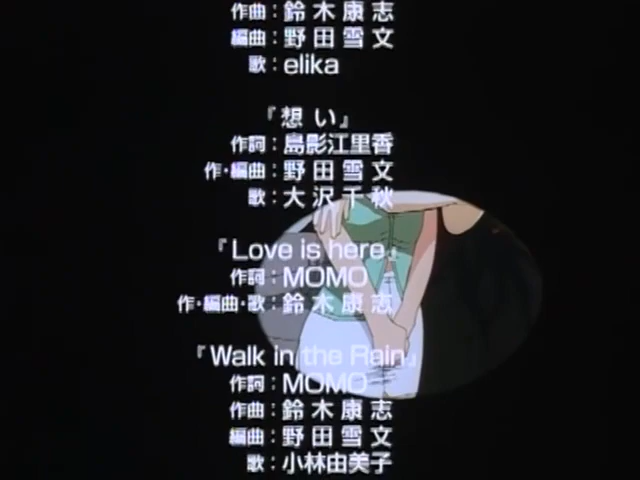 作曲：鈴木康志
編曲：野田雪文
歌：elika
『想い』
作詞：島影江里香
作・編曲：野田雪文
歌：大沢千秋
『Love is here』
作詞：MOMO
作・編曲・歌：鈴木康志
『Walk in the Rain』
作詞：MOMO
作曲：鈴木康志
編曲：野田雪文
歌：小林由美子